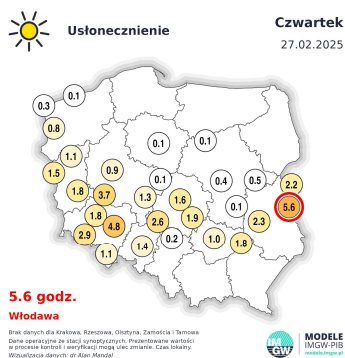 Usłonecznienie
Czwartek
27.02.2025
0.1
0.3
0.8
0.1
0.1
1.1
1.5
0.9
0.1
0.4
0.5
2.2
1.8
3.7
1.3
1.6
0.1
5.6
1.8
1.9
2.6
2.3
4.8
2.9
0.2
1.0
1.8
1.4
1.1
5.6 godz.
Włodawa
Brak danych dla Krakowa, Rzeszowa, Olsztyna, Zamościa i Tarnowa
Dane operacyjne ze stacji synoptycznych. Prezentowane wartości
w procesie kontroli i weryfikacji mogą ulec zmianie. Czas lokalny.
Wizualizacja danych: dr Alan Mandal
IM
GW
MODELE
IMGW-PIB
modele.imgw.pl